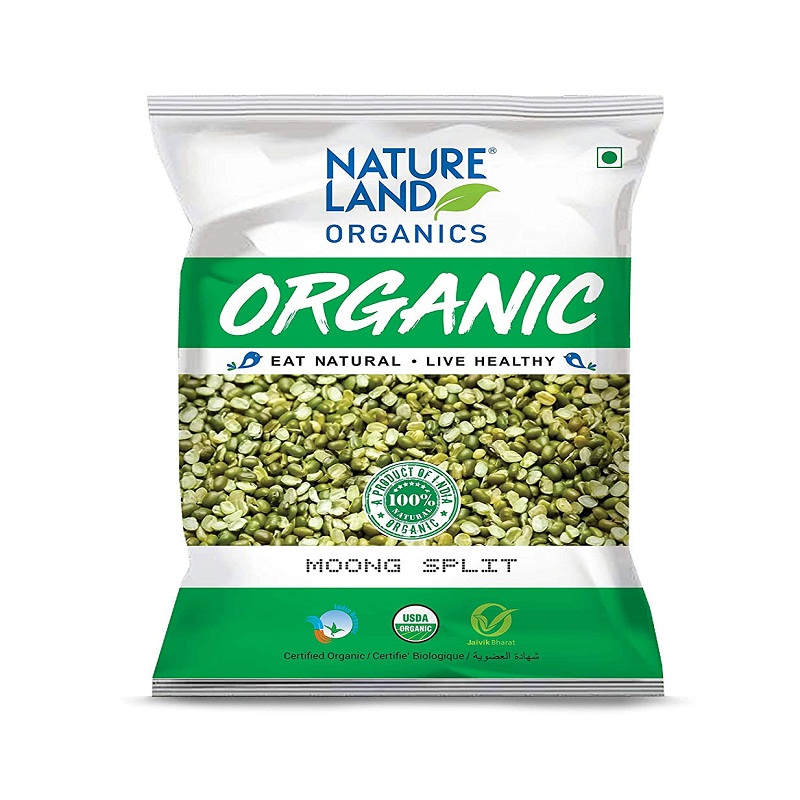 NATURE®
LAND
ORGANICS
ORGANIC
EAT NATURAL • LIVE HEALTHY
A PRODUCT OF INDIA
100%
NATURAL
ORGANIC
MOONG SPLIT
USDA
ORGANIC
Jaivik Bharat
Certified Organic / Certifie' Biologique / شهادة العضوية